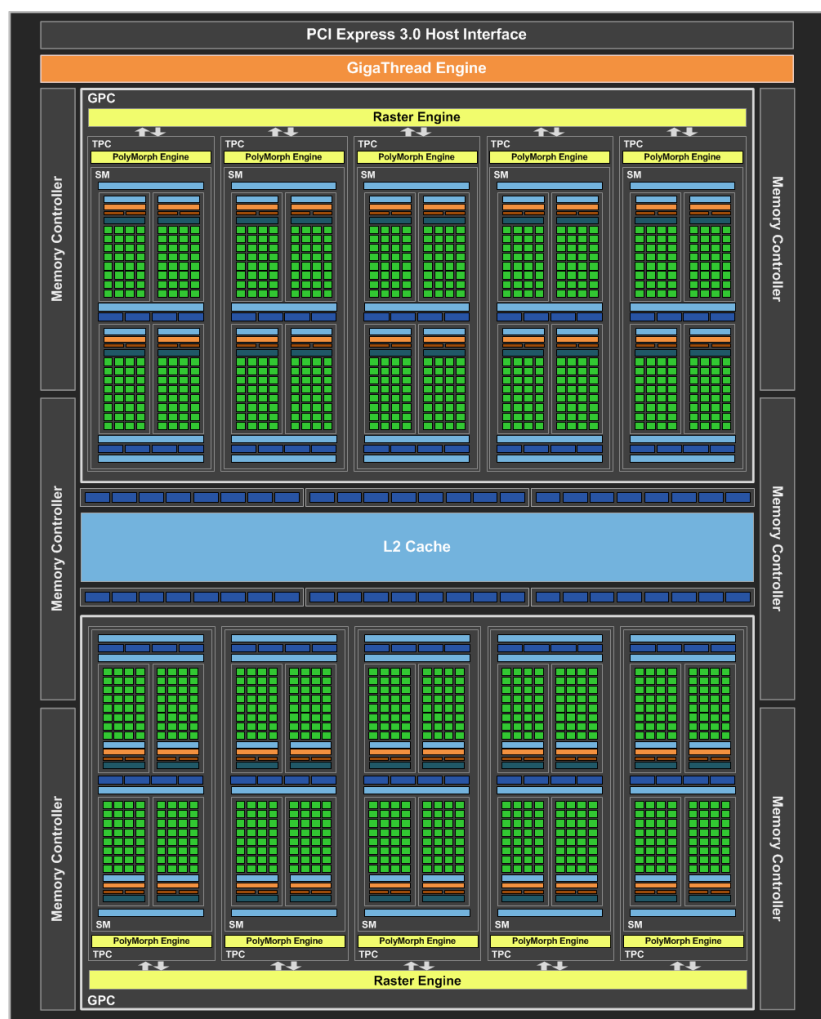 PCI Express 3.0 Host Interface
GigaThread Engine
GPC
Raster Engine
TPC TPC TPC TPC TPC
PolyMorph Engine PolyMorph Engine PolyMorph Engine PolyMorph Engine PolyMorph Engine
SM SM SM SM SM
Memory Controller
Memory Controller
L2 Cache
Memory Controller
Memory Controller
Memory Controller
Memory Controller
SM SM SM SM SM
PolyMorph Engine PolyMorph Engine PolyMorph Engine PolyMorph Engine PolyMorph Engine
TPC TPC TPC TPC TPC
Raster Engine
GPC